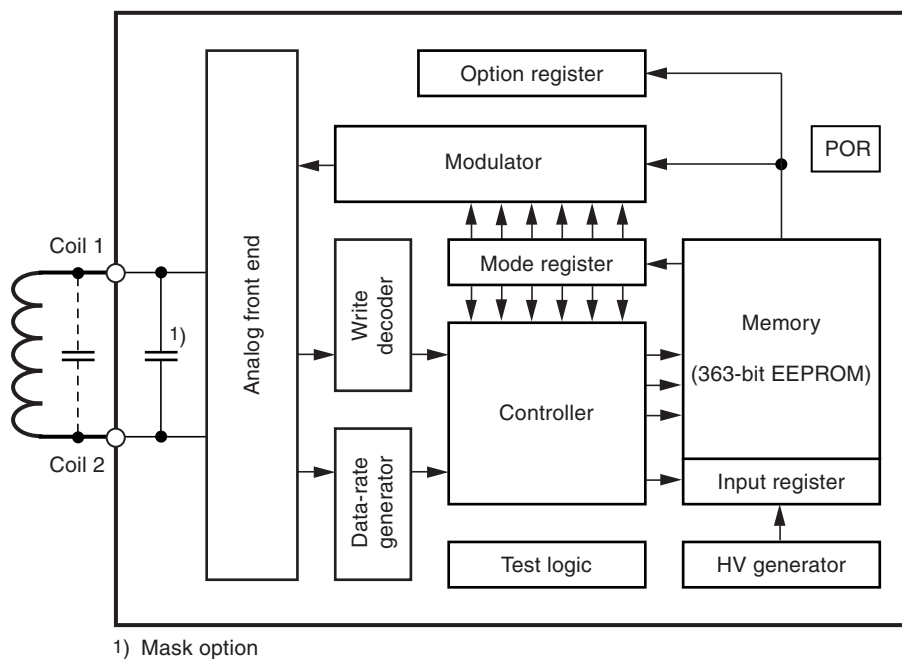 Option register
POR
Modulator
Coil 1
Mode register
Analog front end
Write
decoder
1)
Memory
(363-bit EEPROM)
Controller
Coil 2
Data-rate
generator
Input register
Test logic
HV generator
1) Mask option